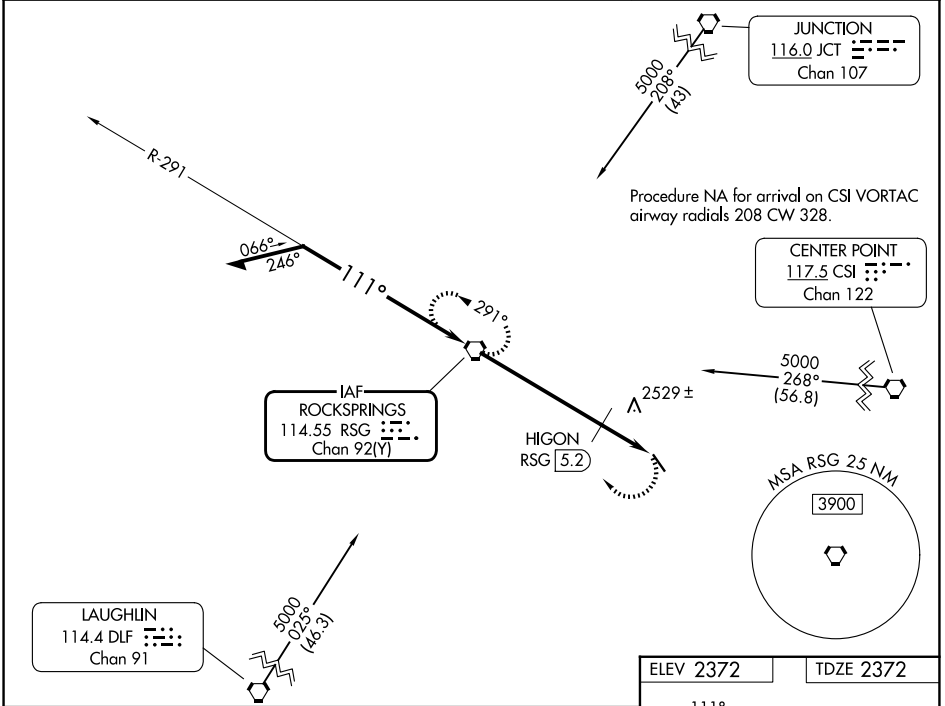 JUNCTION
116.0 JCT
Chan 107
5000
208°
(43)
R-291
Procedure NA for arrival on CSI VORTAC
airway radials 208 CW 328.
066°
246°
111°
291°
CENTER POINT
117.5 CSI
Chan 122
5000
268°
(56.8)
IAF
ROCKSPRINGS
114.55 RSG
Chan 92(Y)
2529 ±
HIGON
RSG 5.2
MSA RSG 25 NM
3900
LAUGHLIN
114.4 DLF
Chan 91
5000
025°
(46.3)
ELEV 2372
TDZE 2372
111°